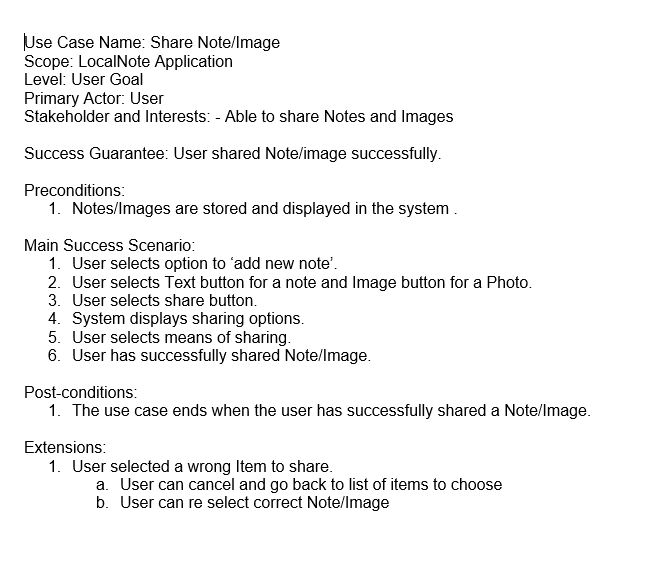 Use Case Name: Share Note/Image
Scope: LocalNote Application
Level: User Goal
Primary Actor: User
Stakeholder and Interests: - Able to share Notes and Images
Success Guarantee: User shared Note/image successfully.
Preconditions:
1. Notes/Images are stored and displayed in the system .
Main Success Scenario:
1. User selects option to ‘add new note’.
2. User selects Text button for a note and Image button for a Photo.
3. User selects share button.
4. System displays sharing options.
5. User selects means of sharing.
6. User has successfully shared Note/Image.
Post-conditions:
1. The use case ends when the user has successfully shared a Note/Image.
Extensions:
1. User selected a wrong Item to share.
a. User can cancel and go back to list of items to choose
b. User can re select correct Note/Image